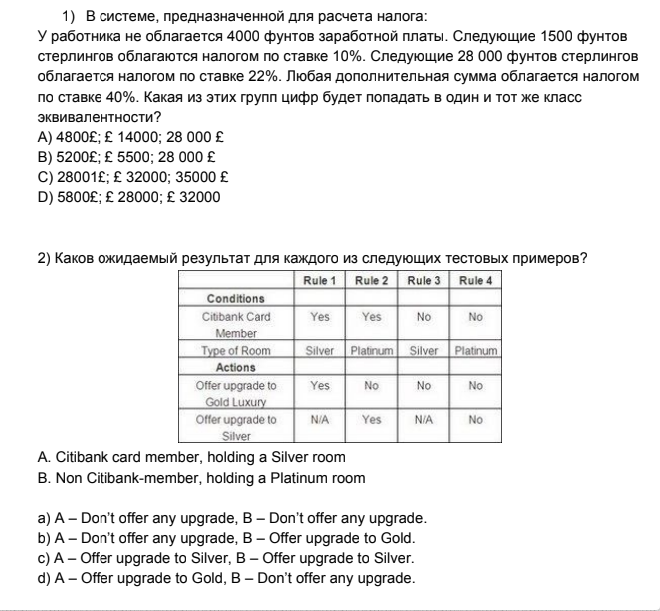 1) В системе, предназначенной для расчета налога:
У работника не облагается 4000 фунтов заработной платы. Следующие 1500 фунтов
стерлингов облагаются налогом по ставке 10%. Следующие 28 000 фунтов стерлингов
облагается налогом по ставке 22%. Любая дополнительная сумма облагается налогом
по ставке 40%. Какая из этих групп цифр будет попадать в один и тот же класс
эквивалентности?
A) 4800£; £ 14000; 28 000 £
B) 5200£; £ 5500; 28 000 £
C) 28001£; £ 32000; 35000 £
D) 5800£; £ 28000; £ 32000
2) Каков ожидаемый результат для каждого из следующих тестовых примеров?
Rule 1 Rule 2 Rule 3 Rule 4
Conditions
Citibank Card Member Yes Yes No No
Type of Room Silver Platinum Silver Platinum
Actions
Offer upgrade to Gold Luxury Yes No No No
Offer upgrade to Silver N/A Yes N/A No
A. Citibank card member, holding a Silver room
B. Non Citibank-member, holding a Platinum room
a) A – Don't offer any upgrade, B – Don't offer any upgrade.
b) A – Don't offer any upgrade, B – Offer upgrade to Gold.
c) A – Offer upgrade to Silver, B – Offer upgrade to Silver.
d) A – Offer upgrade to Gold, B – Don't offer any upgrade.